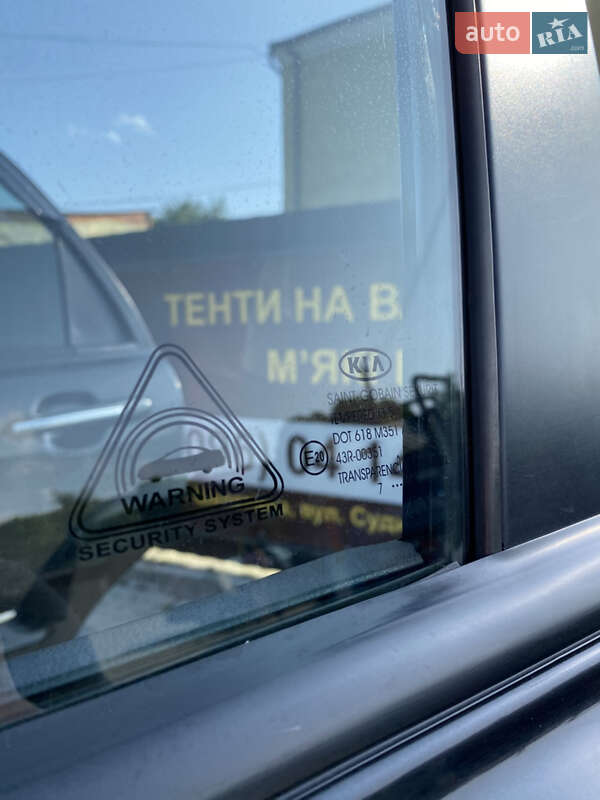 auto RIA
.com
ТЕНТИ НА В
М'ЯК
KIA
SAINT-GOBAIN
DOT 618 M351
E20 43R-00351
TRANSPARENC
7 ...
WARNING
SECURITY SYSTEM
вул. Суд